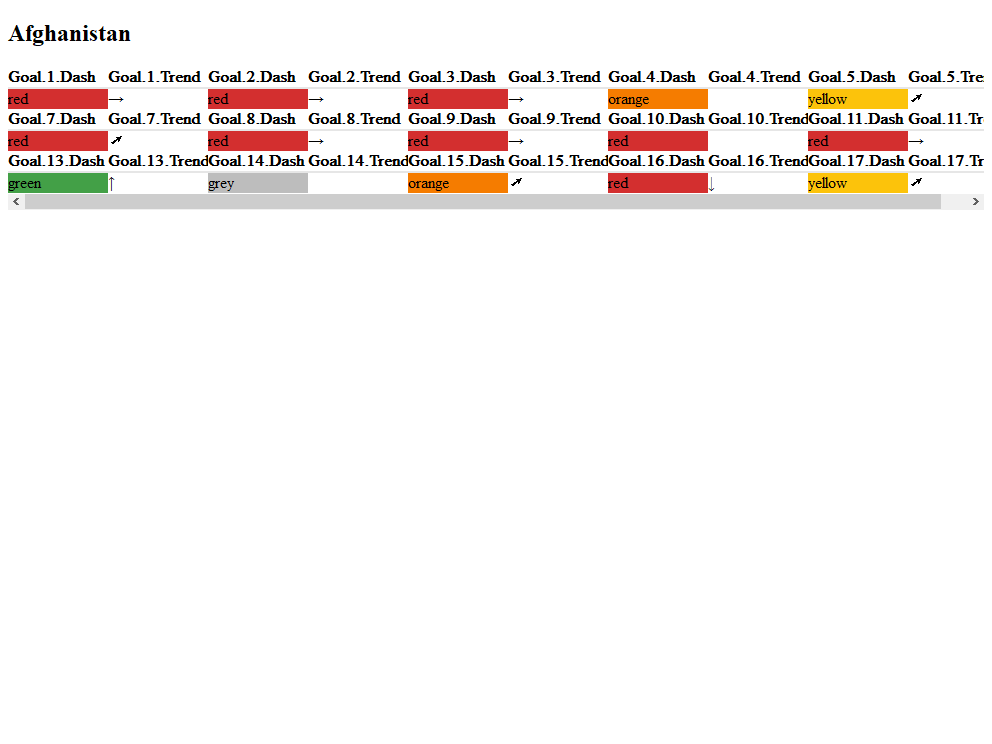 Afghanistan
Goal.1.Dash Goal.1.Trend Goal.2.Dash Goal.2.Trend Goal.3.Dash Goal.3.Trend Goal.4.Dash Goal.4.Trend Goal.5.Dash Goal.5.Tre
red → red → red → orange yellow ➚
Goal.7.Dash Goal.7.Trend Goal.8.Dash Goal.8.Trend Goal.9.Dash Goal.9.Trend Goal.10.Dash Goal.10.Trend Goal.11.Dash Goal.11.Tr
red ➚ red → red → red red →
Goal.13.Dash Goal.13.Trend Goal.14.Dash Goal.14.Trend Goal.15.Dash Goal.15.Trend Goal.16.Dash Goal.16.Trend Goal.17.Dash Goal.17.Tr
green ↑ grey orange ➚ red ↓ yellow ➚